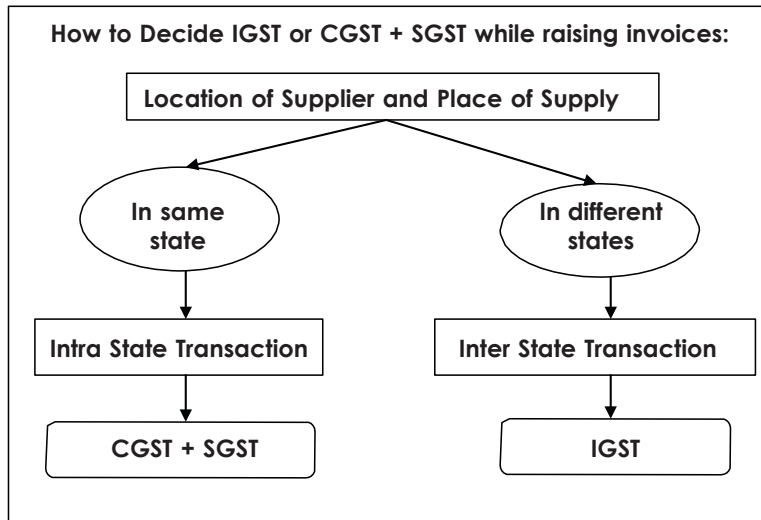 How to Decide IGST or CGST + SGST while raising invoices:
Location of Supplier and Place of Supply
In same
state
In different
states
Intra State Transaction
Inter State Transaction
CGST + SGST
IGST